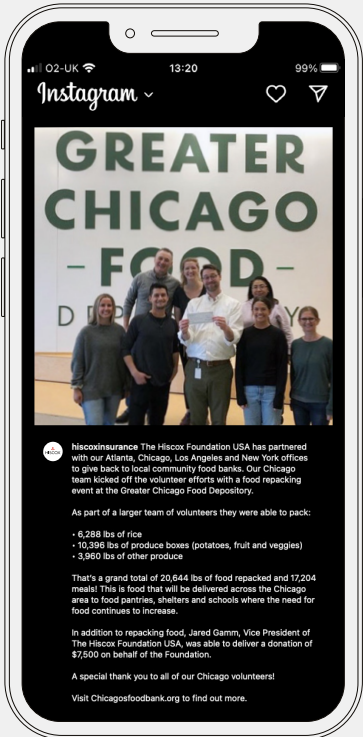 O2-UK 13:20 99%
Instagram
GREATER
CHICAGO
- FOOD -
D P Y
HISCOX
hiscoxinsurance The Hiscox Foundation USA has partnered
with our Atlanta, Chicago, Los Angeles and New York offices
to give back to local community food banks. Our Chicago
team kicked off the volunteer efforts with a food repacking
event at the Greater Chicago Food Depository.
As part of a larger team of volunteers they were able to pack:
• 6,288 lbs of rice
• 10,396 lbs of produce boxes (potatoes, fruit and veggies)
• 3,960 lbs of other produce
That's a grand total of 20,644 lbs of food repacked and 17,204
meals! This is food that will be delivered across the Chicago
area to food pantries, shelters and schools where the need for
food continues to increase.
In addition to repacking food, Jared Gamm, Vice President of
The Hiscox Foundation USA, was able to deliver a donation of
$7,500 on behalf of the Foundation.
A special thank you to all of our Chicago volunteers!
Visit Chicagosfoodbank.org to find out more.